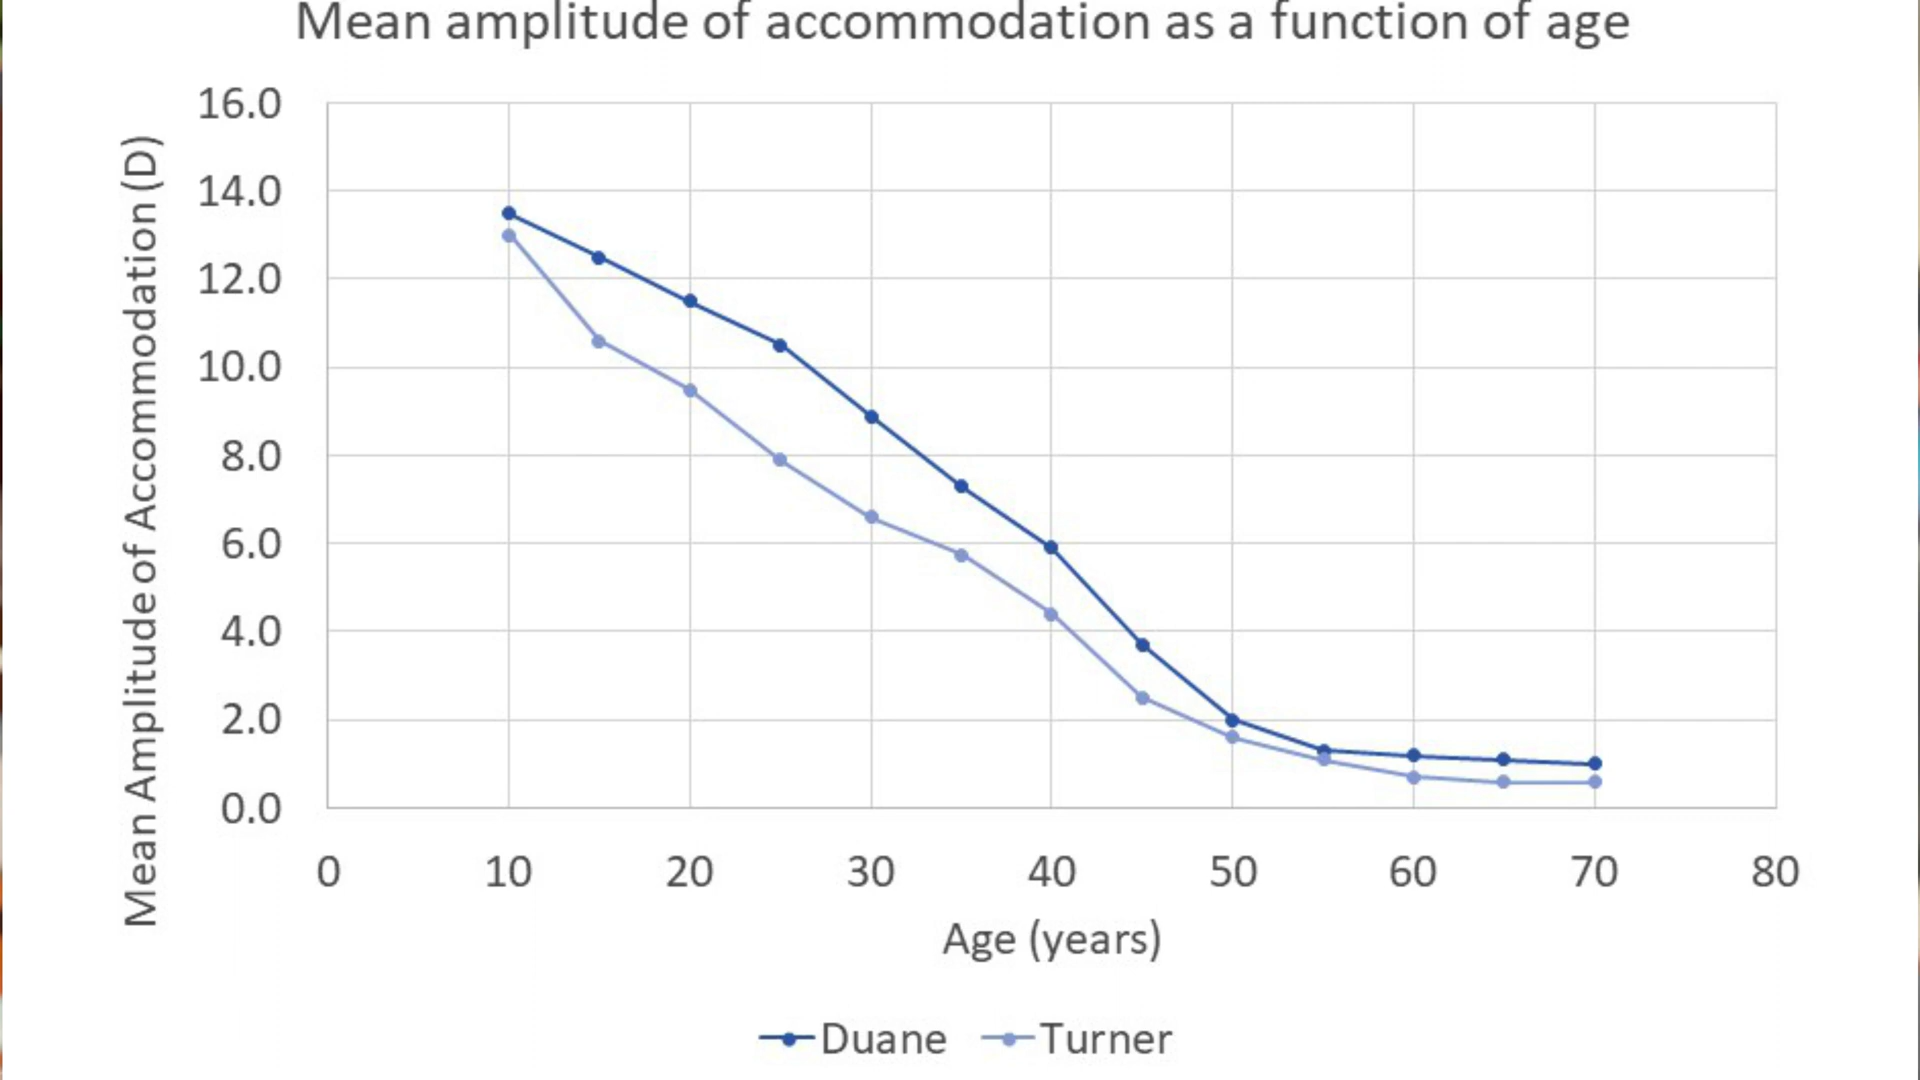 Mean amplitude of accommodation as a function of age
Mean Amplitude of Accommodation (D)
16.0
14.0
12.0
10.0
8.0
6.0
4.0
2.0
0.0
0 10 20 30 40 50 60 70 80
Age (years)
Duane Turner